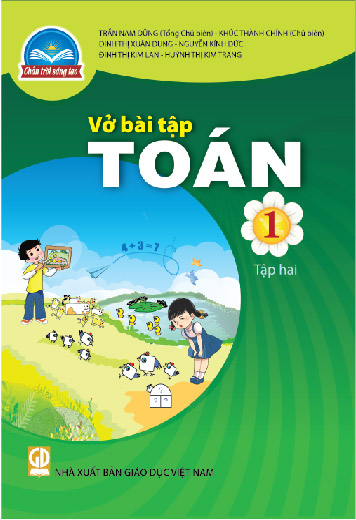 TRẦN NAM DŨNG (Tổng Chủ biên) - KHÚC THÀNH CHÍNH (Chủ biên)
ĐINH THỊ XUÂN DUNG - NGUYỄN KÍNH ĐỨC
ĐINH THỊ KIM LAN - HUỲNH THỊ KIM TRANG
Chân trời sáng tạo
Vở bài tập
TOÁN
1
Tập hai
4 + 3 = ?
GD
NHÀ XUẤT BẢN GIÁO DỤC VIỆT NAM